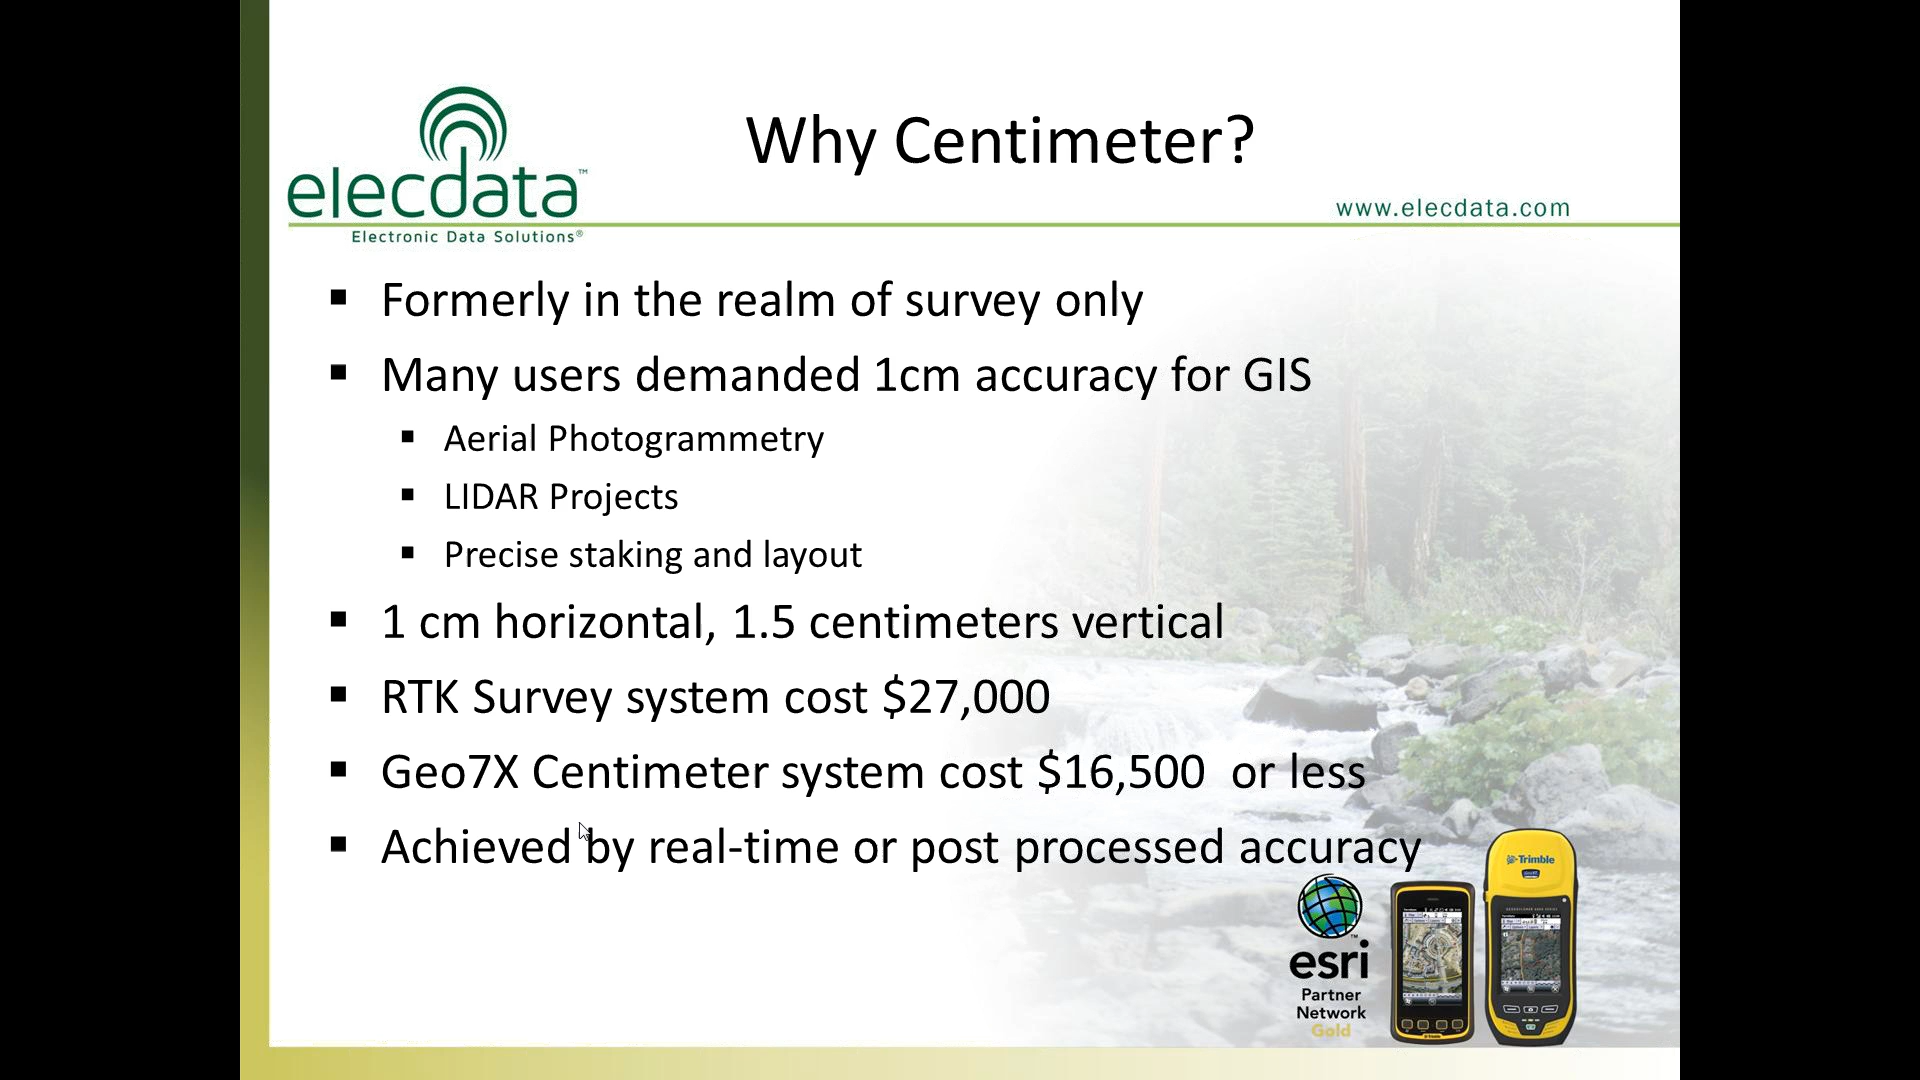 Why Centimeter?
elecdata™
www.elecdata.com
Electronic Data Solutions®
▪ Formerly in the realm of survey only
▪ Many users demanded 1cm accuracy for GIS
▪ Aerial Photogrammetry
▪ LIDAR Projects
▪ Precise staking and layout
▪ 1 cm horizontal, 1.5 centimeters vertical
▪ RTK Survey system cost $27,000
▪ Geo7X Centimeter system cost $16,500  or less
▪ Achieved by real-time or post processed accuracy
Trimble
esri™
Partner
Network
Gold